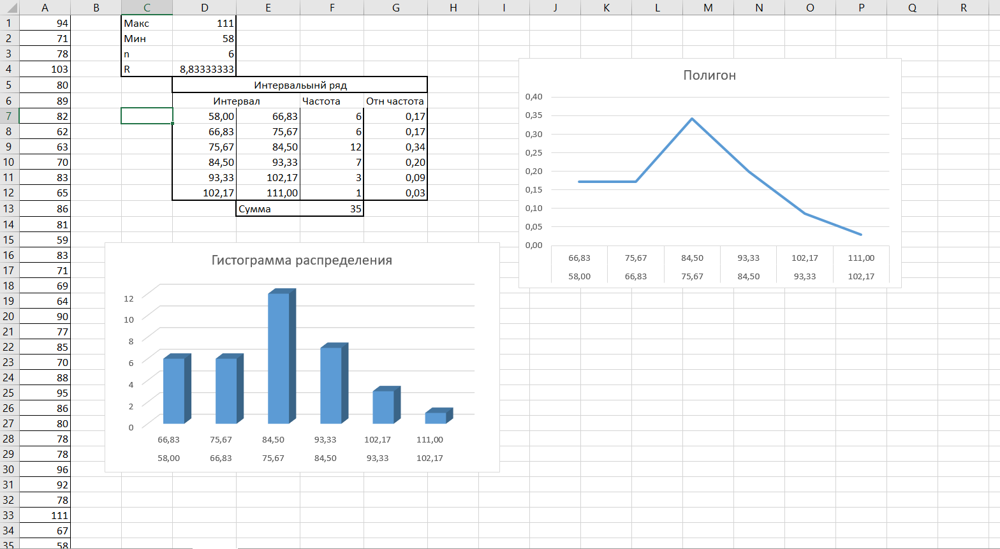 A B C D E F G H I J K L M N O P Q R
1 94 Макс 111
2 71 Мин 58
3 78 n 6
4 103 R 8,83333333
5 80 Интервальынй ряд
6 89 Интервал Частота Отн частота
7 82 58,00 66,83 6 0,17
8 62 66,83 75,67 6 0,17
9 63 75,67 84,50 12 0,34
10 70 84,50 93,33 7 0,20
11 83 93,33 102,17 3 0,09
12 65 102,17 111,00 1 0,03
13 86 Сумма 35
14 81
15 59
16 83
17 71
18 69
19 64
20 90
21 77
22 85
23 70
24 88
25 95
26 86
27 80
28 78
29 78
30 96
31 92
32 78
33 111
34 67
35 58
Полигон
0,40
0,35
0,30
0,25
0,20
0,15
0,10
0,05
0,00
66,83 75,67 84,50 93,33 102,17 111,00
58,00 66,83 75,67 84,50 93,33 102,17
Гистограмма распределения
12
10
8
6
4
2
0
66,83 75,67 84,50 93,33 102,17 111,00
58,00 66,83 75,67 84,50 93,33 102,17